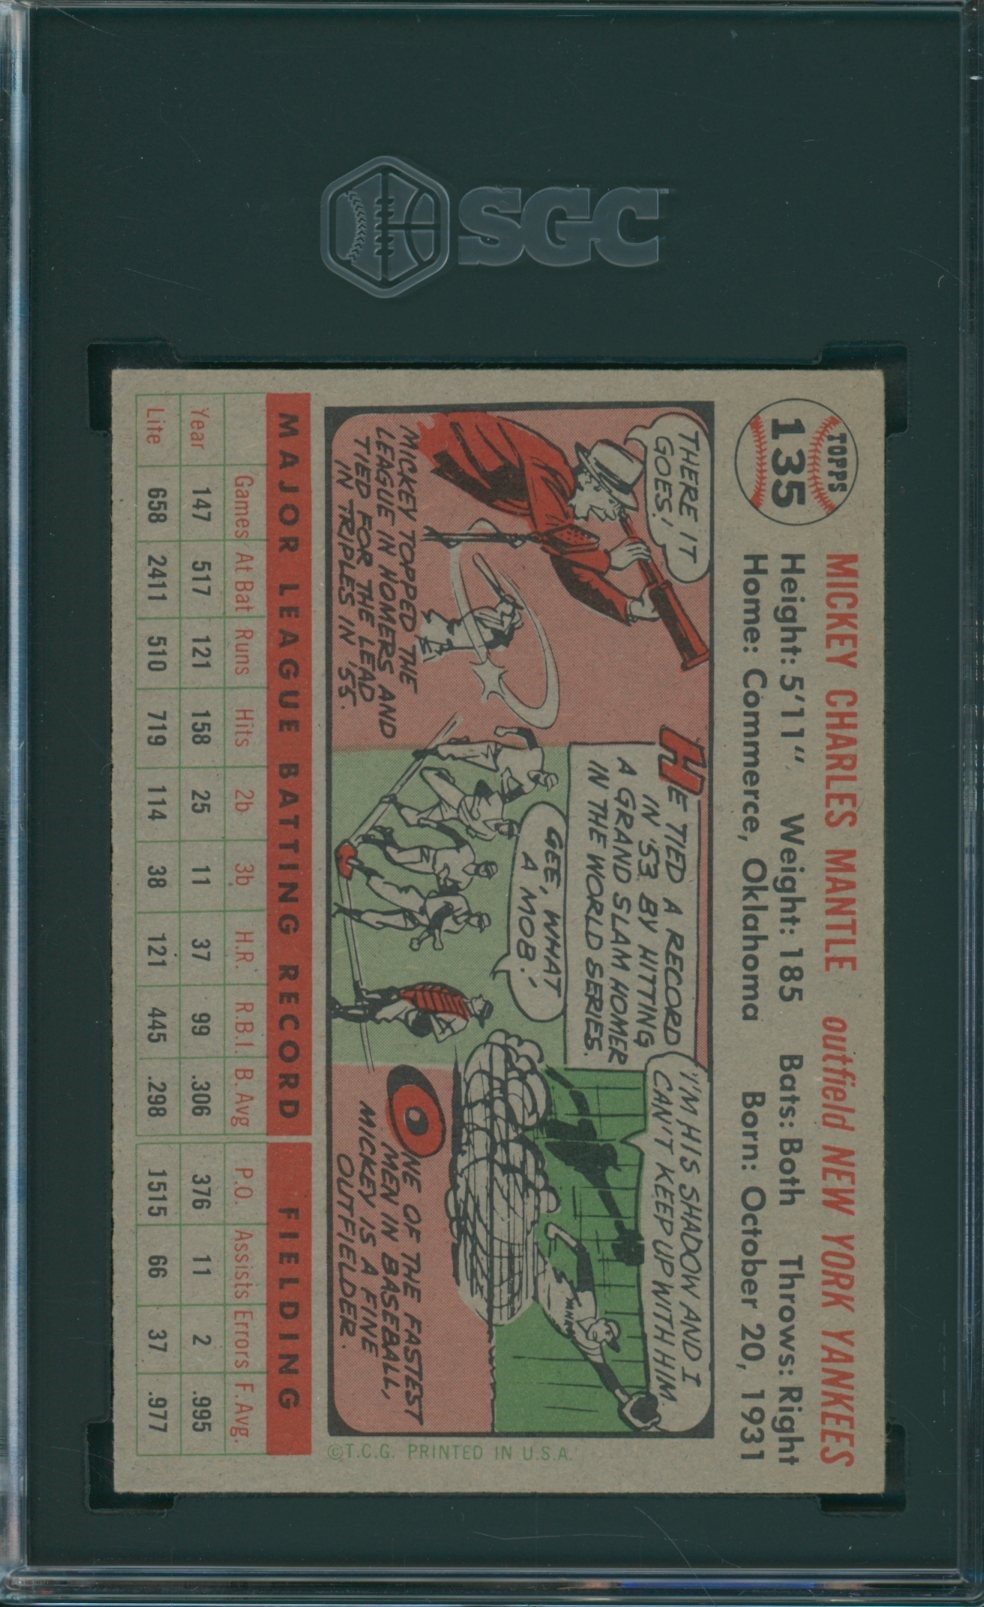 SGC
TOPPS
135
MICKEY CHARLES MANTLE outfield NEW YORK YANKEES
Height: 5'11" Weight: 185 Bats: Both Throws: Right
Home: Commerce, Oklahoma Born: October 20, 1931
THERE IT
GOES!
MICKEY TOPPED THE
LEAGUE IN HOMERS AND
TIED FOR THE LEAD
IN TRIPLES IN '55.
HE TIED A RECORD
IN '53 BY HITTING
A GRAND SLAM HOMER
IN THE WORLD SERIES.
GEE, WHAT
A MOB!
I'M HIS SHADOW AND I
CAN'T KEEP UP WITH HIM.
ONE OF THE FASTEST
MEN IN BASEBALL,
MICKEY IS A FINE
OUTFIELDER.
©T.C.G. PRINTED IN U.S.A.
MAJOR LEAGUE BATTING RECORD FIELDING
Games At Bat Runs Hits 2b 3b H.R. R.B.I. B. Avg P.O. Assists Errors F. Avg.
Year 147 517 121 158 25 11 37 99 .306 376 11 2 .995
Life 658 2411 510 719 114 38 121 445 .298 1515 66 37 .977